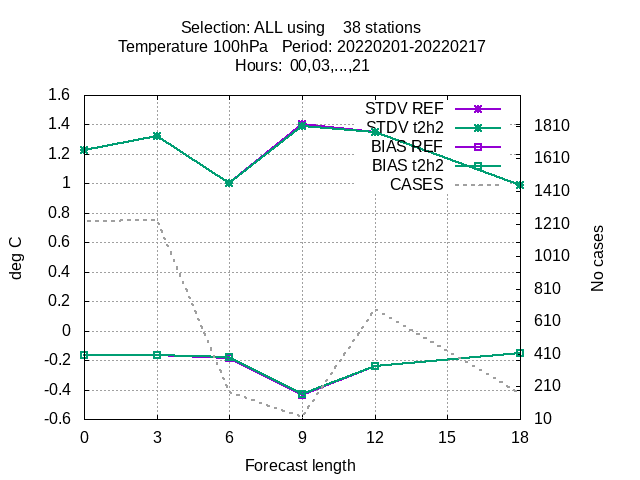 Selection: ALL using 38 stations
Temperature 100hPa Period: 20220201-20220217
Hours: 00,03,...,21
1.6
1.4
1.2
1
0.8
0.6
0.4
0.2
0
-0.2
-0.4
-0.6
deg C
STDV REF
STDV t2h2
BIAS REF
BIAS t2h2
CASES
1810
1610
1410
1210
1010
810
610
410
210
10
No cases
0 3 6 9 12 15 18
Forecast length